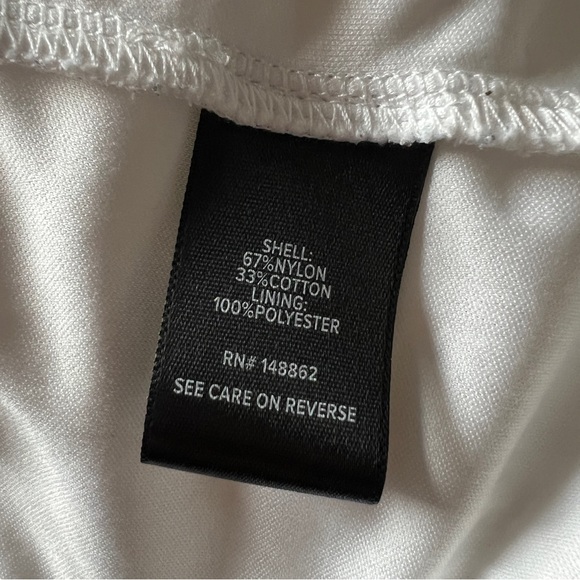 SHELL:
67%NYLON
33%COTTON
LINING:
100%POLYESTER
RN# 148862
SEE CARE ON REVERSE